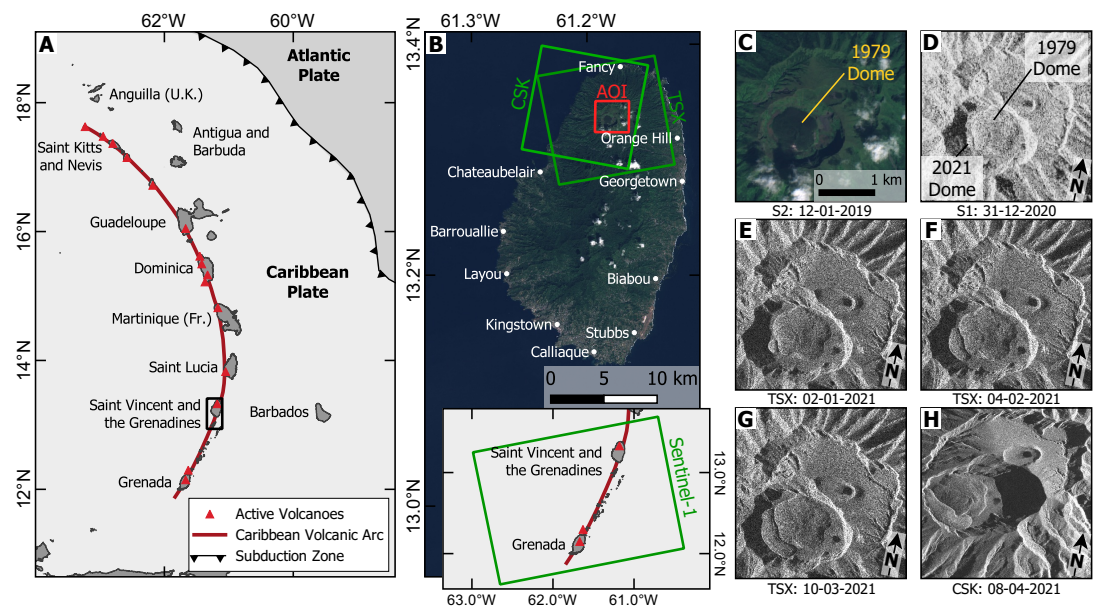 A
62°W
60°W
18°N
16°N
14°N
12°N
Atlantic
Plate
Anguilla (U.K.)
Antigua and
Barbuda
Saint Kitts
and Nevis
Guadeloupe
Dominica
Caribbean
Plate
Martinique (Fr.)
Saint Lucia
Saint Vincent and
the Grenadines
Barbados
Grenada
Active Volcanoes
Caribbean Volcanic Arc
Subduction Zone
B
61.3°W
61.2°W
13.4°N
13.2°N
13.0°N
Fancy
CSK
AOI
TSX
Orange Hill
Chateaubelair
Georgetown
Barrouallie
Layou
Biabou
Kingstown
Stubbs
Calliaque
0 5 10 km
Saint Vincent and
the Grenadines
Sentinel-1
Grenada
13.0°N
12.0°N
63.0°W
62.0°W
61.0°W
C
1979
Dome
0 1 km
S2: 12-01-2019
D
1979
Dome
2021
Dome
N
S1: 31-12-2020
E
N
TSX: 02-01-2021
F
N
TSX: 04-02-2021
G
N
TSX: 10-03-2021
H
N
CSK: 08-04-2021